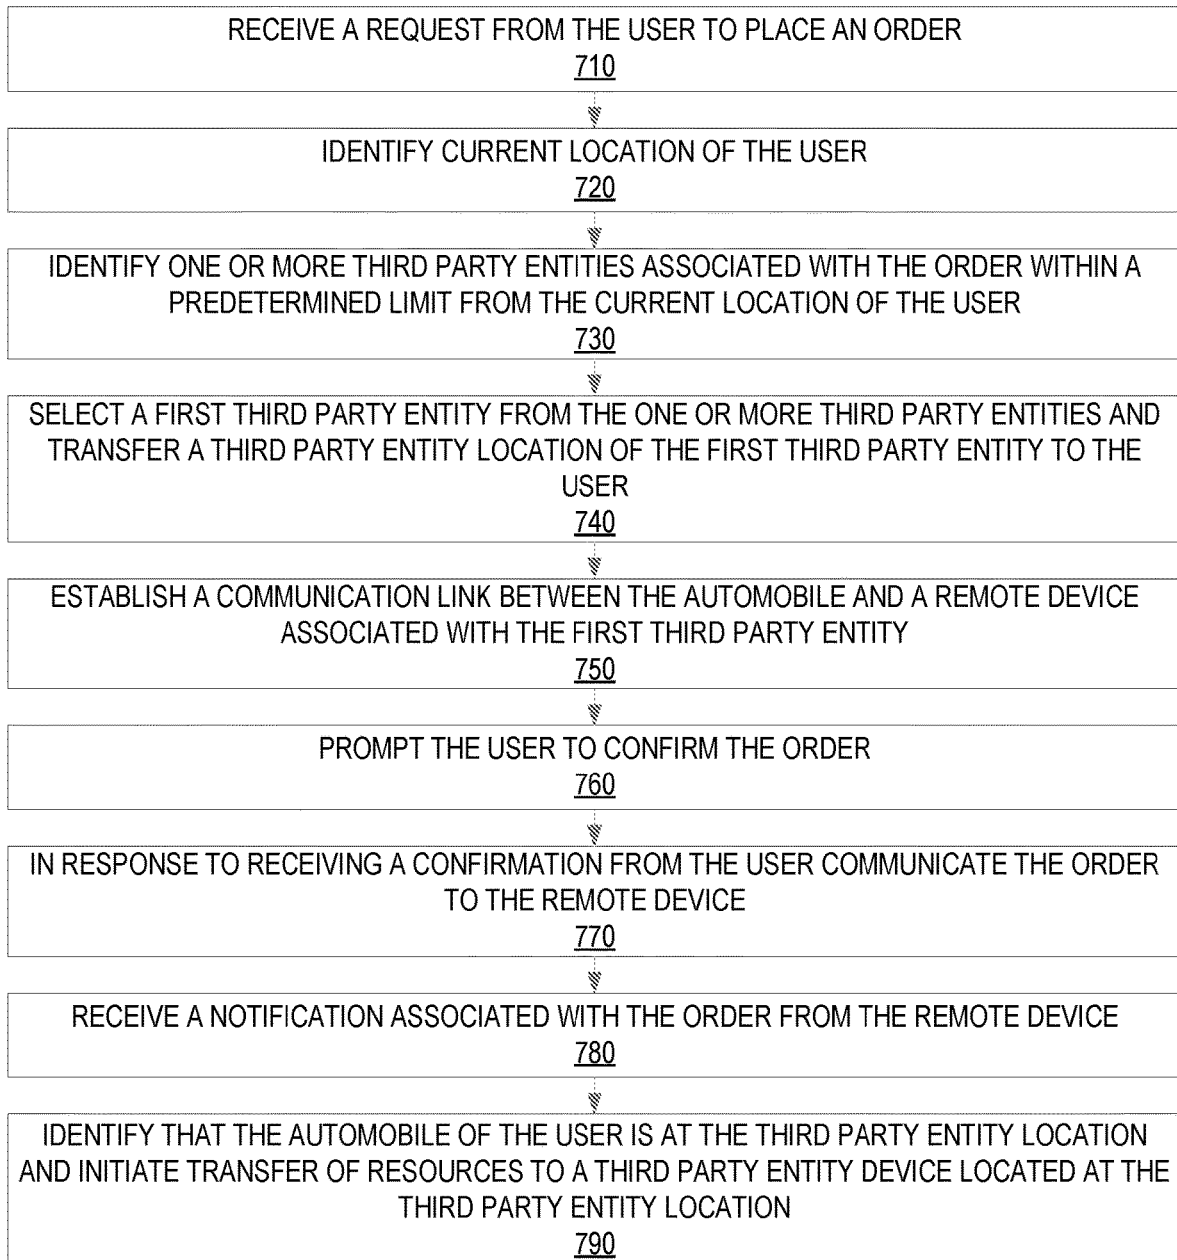 RECEIVE A REQUEST FROM THE USER TO PLACE AN ORDER
710
IDENTIFY CURRENT LOCATION OF THE USER
720
IDENTIFY ONE OR MORE THIRD PARTY ENTITIES ASSOCIATED WITH THE ORDER WITHIN A
PREDETERMINED LIMIT FROM THE CURRENT LOCATION OF THE USER
730
SELECT A FIRST THIRD PARTY ENTITY FROM THE ONE OR MORE THIRD PARTY ENTITIES AND
TRANSFER A THIRD PARTY ENTITY LOCATION OF THE FIRST THIRD PARTY ENTITY TO THE
USER
740
ESTABLISH A COMMUNICATION LINK BETWEEN THE AUTOMOBILE AND A REMOTE DEVICE
ASSOCIATED WITH THE FIRST THIRD PARTY ENTITY
750
PROMPT THE USER TO CONFIRM THE ORDER
760
IN RESPONSE TO RECEIVING A CONFIRMATION FROM THE USER COMMUNICATE THE ORDER
TO THE REMOTE DEVICE
770
RECEIVE A NOTIFICATION ASSOCIATED WITH THE ORDER FROM THE REMOTE DEVICE
780
IDENTIFY THAT THE AUTOMOBILE OF THE USER IS AT THE THIRD PARTY ENTITY LOCATION
AND INITIATE TRANSFER OF RESOURCES TO A THIRD PARTY ENTITY DEVICE LOCATED AT THE
THIRD PARTY ENTITY LOCATION
790